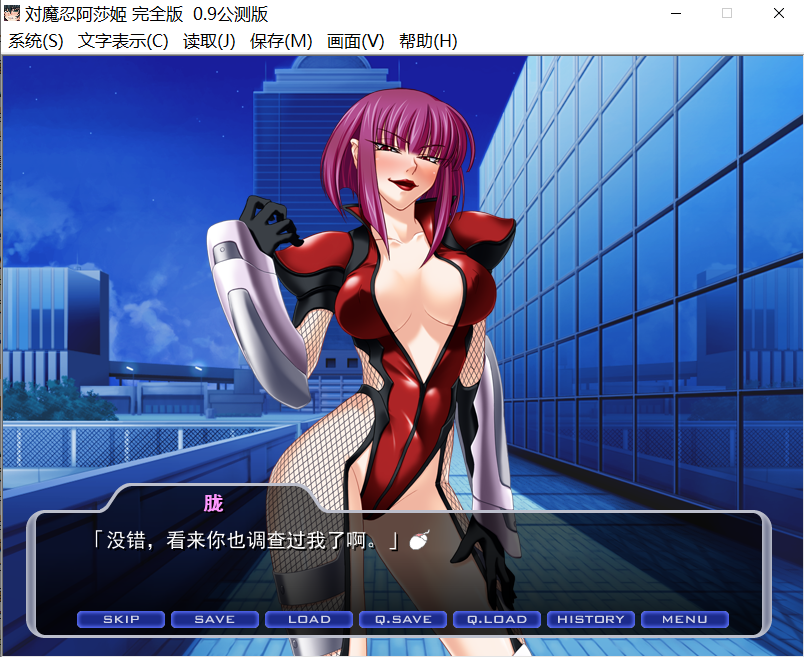 対魔忍阿莎姬 完全版 0.9公测版
系统(S) 文字表示(C) 读取(J) 保存(M) 画面(V) 帮助(H)
胧
「没错，看来你也调查过我了啊。」
SKIP SAVE LOAD Q.SAVE Q.LOAD HISTORY MENU